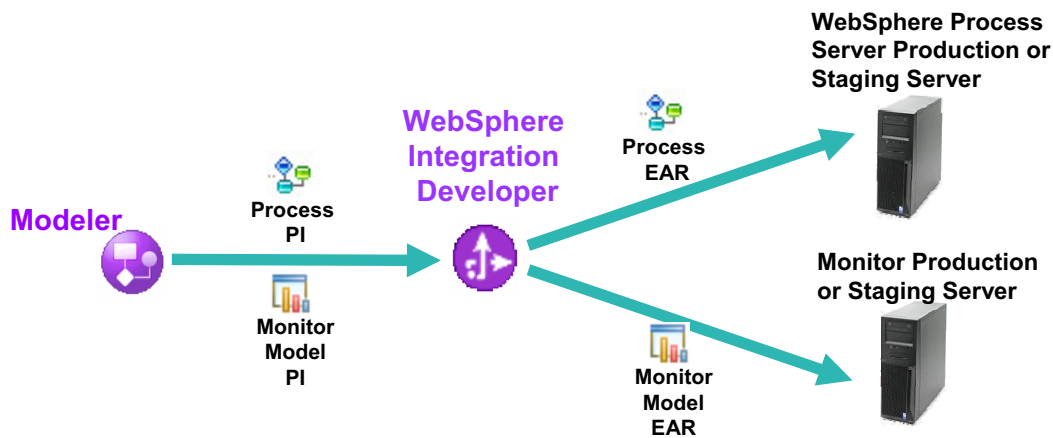 WebSphere Process
Server Production or
Staging Server
WebSphere
Integration
Developer
Process
EAR
Process
PI
Modeler
Monitor
Model
PI
Monitor Production
or Staging Server
Monitor
Model
EAR